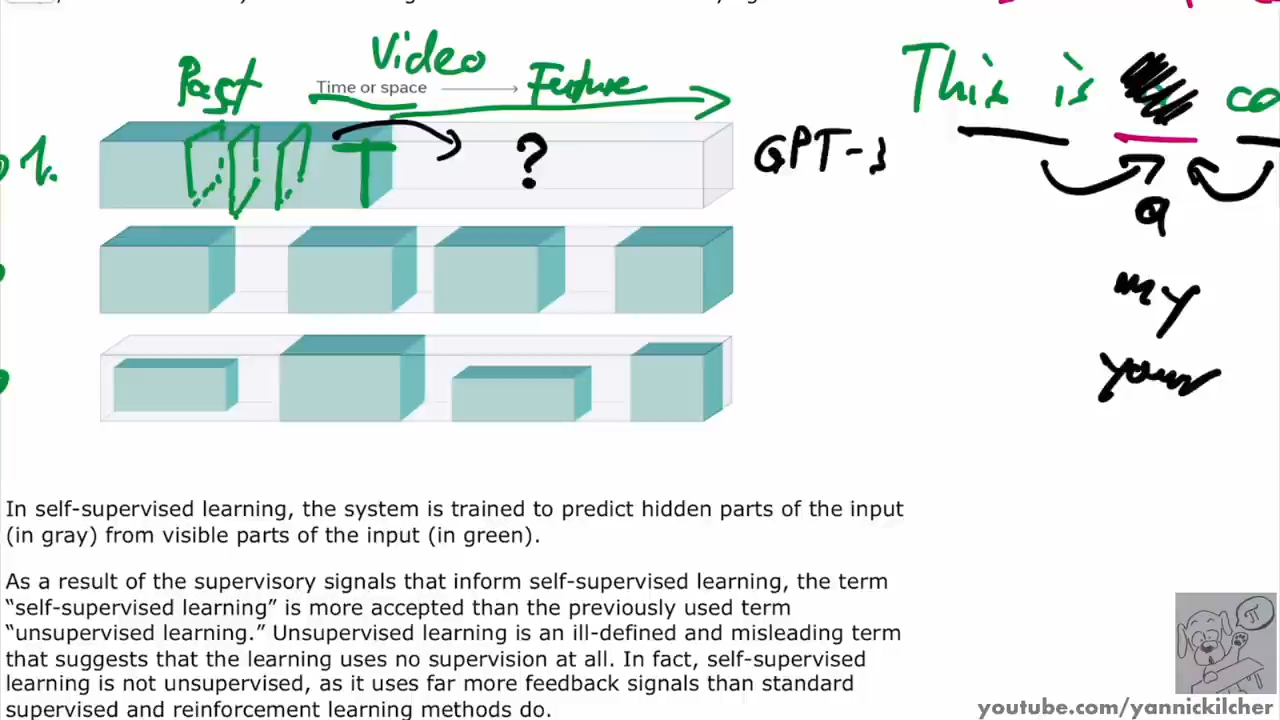 Video
Past
Time or space
Future
This is
?
GPT-3
a
my
your
In self-supervised learning, the system is trained to predict hidden parts of the input
(in gray) from visible parts of the input (in green).
As a result of the supervisory signals that inform self-supervised learning, the term
“self-supervised learning” is more accepted than the previously used term
“unsupervised learning.” Unsupervised learning is an ill-defined and misleading term
that suggests that the learning uses no supervision at all. In fact, self-supervised
learning is not unsupervised, as it uses far more feedback signals than standard
supervised and reinforcement learning methods do.
π
youtube.com/yannickilcher